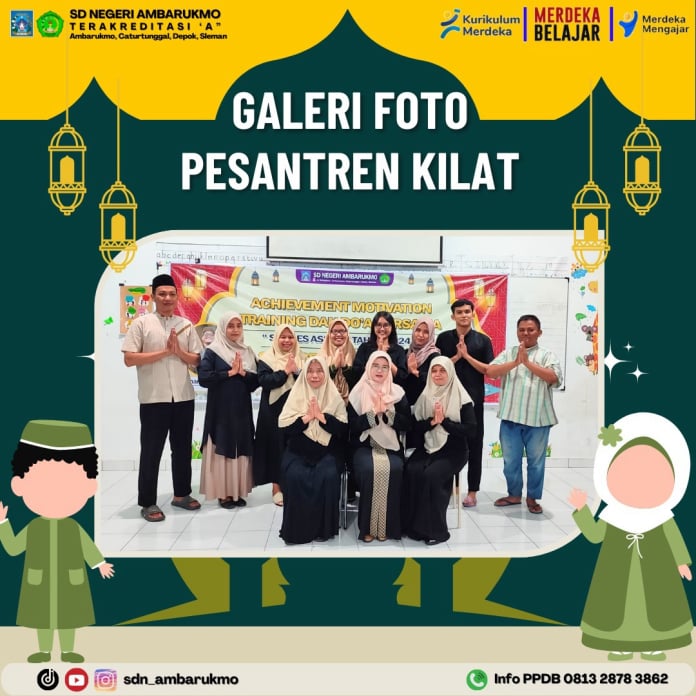 SD NEGERI AMBARUKMO
TERAKREDITASI 'A"
Ambarukmo, Caturtunggal, Depok, Sleman
Kurikulum
Merdeka
MERDEKA
BELAJAR
Merdeka
Mengajar
GALERI FOTO
PESANTREN KILAT
SD NEGERI AMBARUKMO
ACHIEVEMENT MOTIVATION
TRAINING
sdn_ambarukmo
Info PPDB 0813 2878 3862